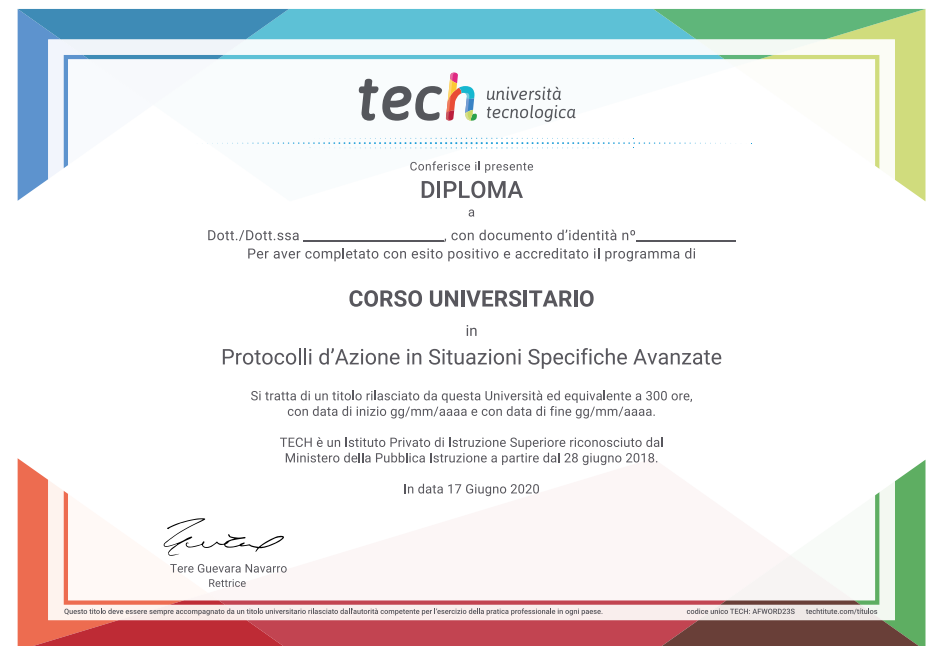 tech università
tecnologica
Conferisce il presente
DIPLOMA
a
Dott./Dott.ssa ________________, con documento d'identità nº____________
Per aver completato con esito positivo e accreditato il programma di
CORSO UNIVERSITARIO
in
Protocolli d'Azione in Situazioni Specifiche Avanzate
Si tratta di un titolo rilasciato da questa Università ed equivalente a 300 ore,
con data di inizio gg/mm/aaaa e con data di fine gg/mm/aaaa.
TECH è un Istituto Privato di Istruzione Superiore riconosciuto dal
Ministero della Pubblica Istruzione a partire dal 28 giugno 2018.
In data 17 Giugno 2020
Tere Guevara Navarro
Rettrice
Questo titolo deve essere sempre accompagnato da un titolo universitario rilasciato dall'autorità competente per l'esercizio della pratica professionale in ogni paese. codice unico TECH: AFWORD23S techtitute.com/titulos